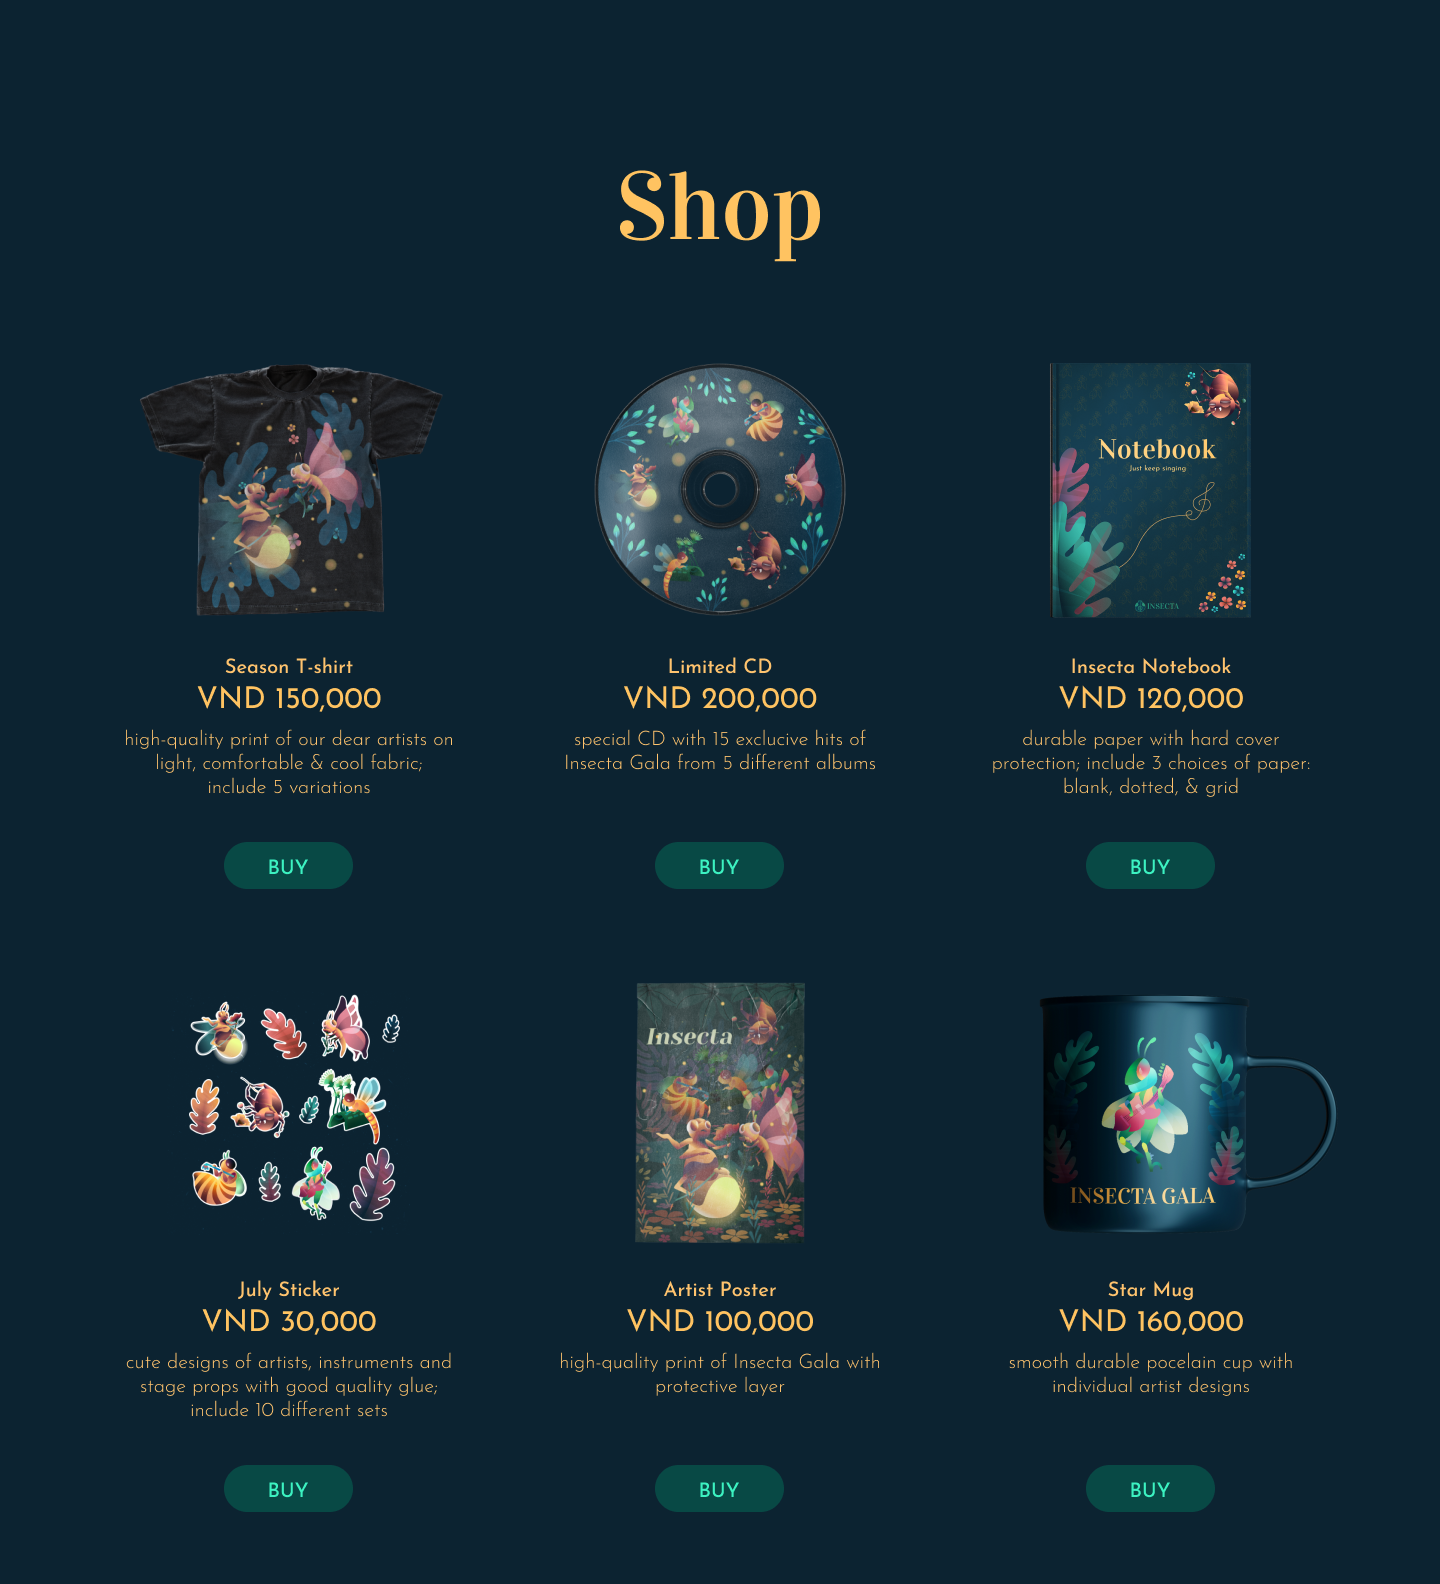 Shop
Notebook
Just keep singing
INSECTA
Season T-shirt
VND 150,000
high-quality print of our dear artists on
light, comfortable & cool fabric;
include 5 variations
BUY
Limited CD
VND 200,000
special CD with 15 exclucive hits of
Insecta Gala from 5 different albums
BUY
Insecta Notebook
VND 120,000
durable paper with hard cover
protection; include 3 choices of paper:
blank, dotted, & grid
BUY
Insecta
INSECTA GALA
July Sticker
VND 30,000
cute designs of artists, instruments and
stage props with good quality glue;
include 10 different sets
BUY
Artist Poster
VND 100,000
high-quality print of Insecta Gala with
protective layer
BUY
Star Mug
VND 160,000
smooth durable pocelain cup with
individual artist designs
BUY